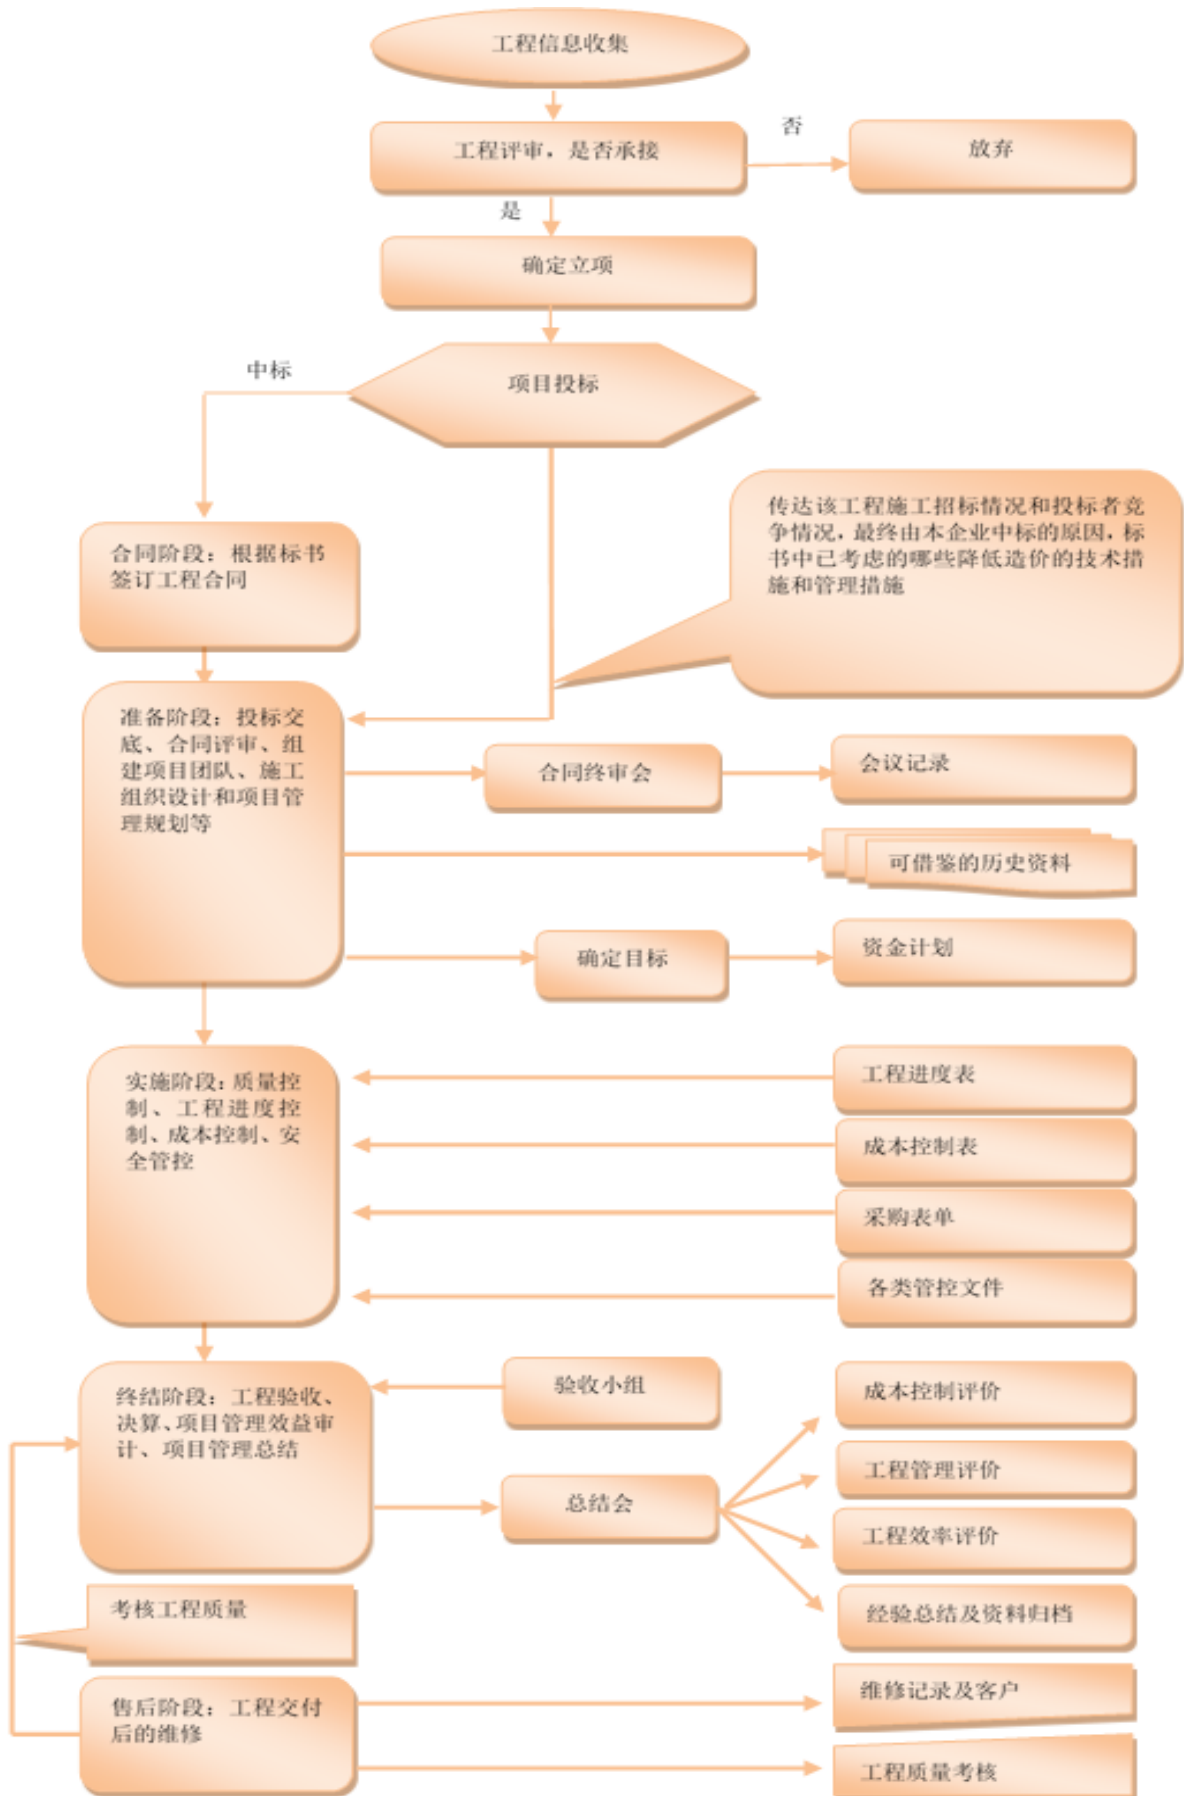 工程信息收集
工程评审，是否承接
否
放弃
是
确定立项
中标
项目投标
传达该工程施工招标情况和投标者竞
争情况，最终由本企业中标的原因，标
书中已考虑的哪些降低造价的技术措
施和管理措施
合同阶段：根据标书
签订工程合同
准备阶段：投标交
底、合同评审、组
建项目团队、施工
组织设计和项目管
理规划等
合同终审会
会议记录
可借鉴的历史资料
确定目标
资金计划
实施阶段：质量控
制、工程进度控
制、成本控制、安
全管控
工程进度表
成本控制表
采购表单
各类管控文件
终结阶段：工程验收、
决算、项目管理效益审
计、项目管理总结
验收小组
总结会
成本控制评价
工程管理评价
工程效率评价
经验总结及资料归档
考核工程质量
售后阶段：工程交付
后的维修
维修记录及客户
工程质量考核